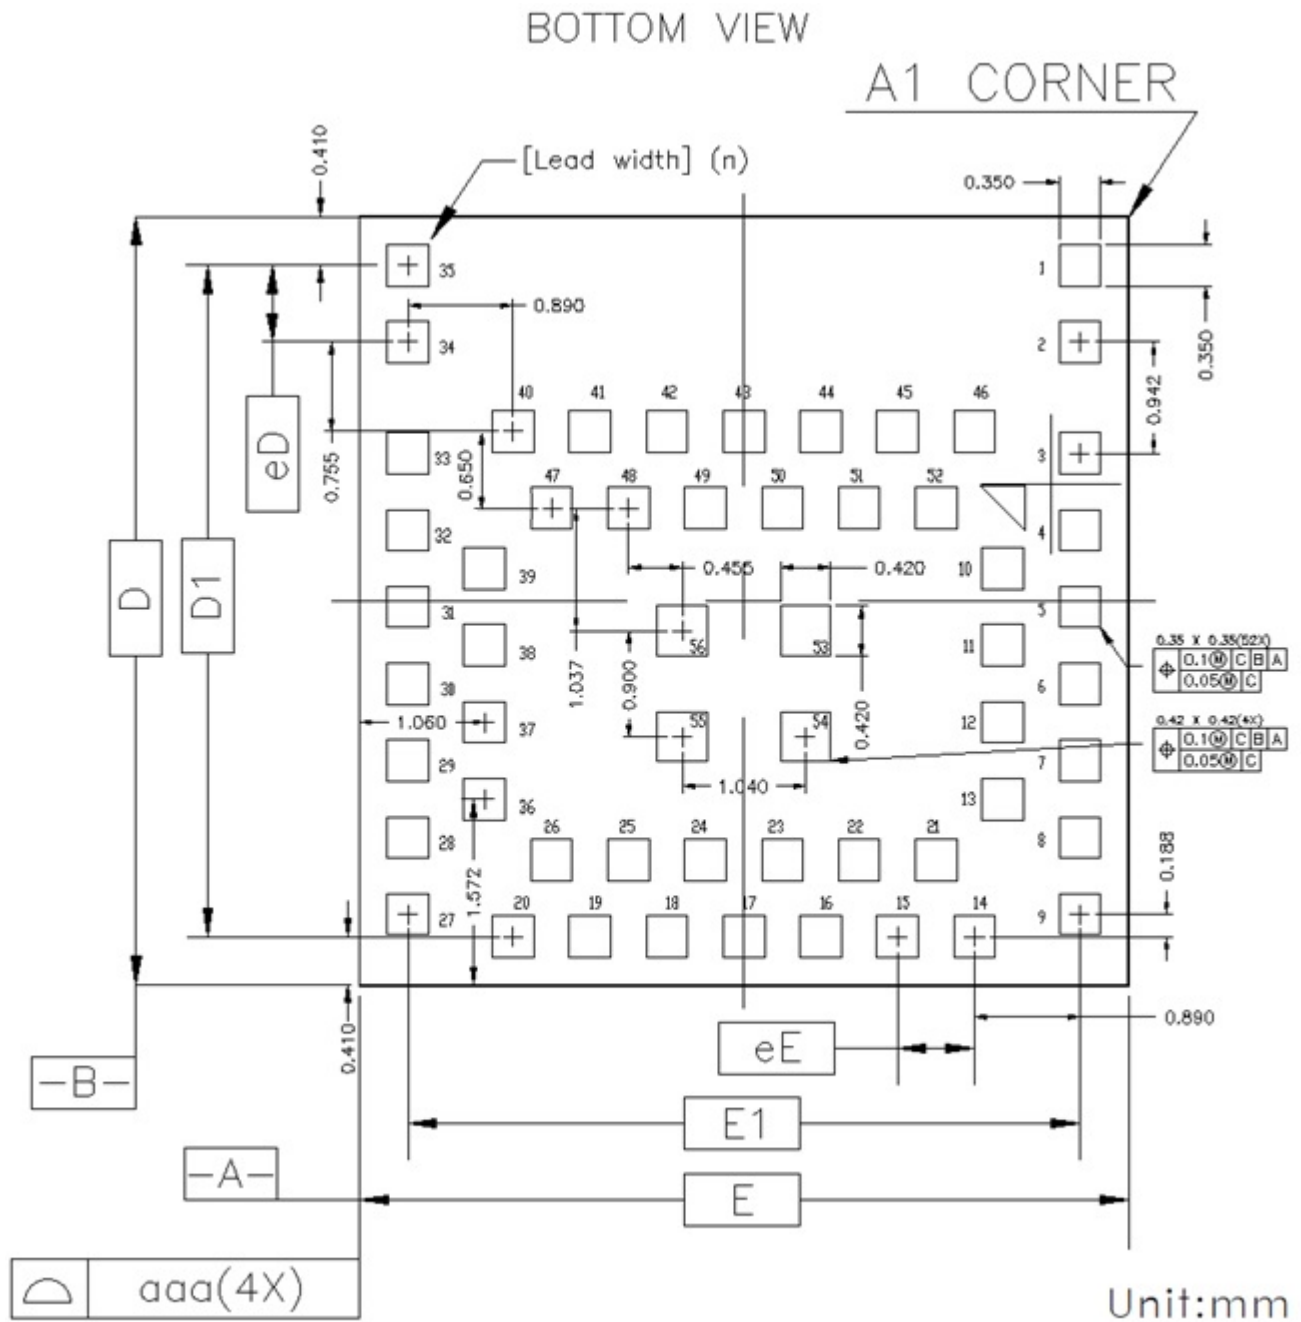 BOTTOM VIEW
A1 CORNER
0.410
[Lead width] (n)
0.350
35
1
0.890
34
2
0.350
40 41 42 43 44 45 46
0.942
eD
0.755
33
0.650
3
47 48 49 50 51 52
32
4
39
10
0.455
0.420
D
D1
31
5
56
53
38
11
0.35 X 0.35(52X)
0.1Ⓜ C B A
0.05Ⓜ C
1.037
0.900
30
6
0.420
1.060
37
55
54
12
0.42 X 0.42(4X)
0.1Ⓜ C B A
0.05Ⓜ C
29
7
1.040
36
13
26 25 24 23 22 21
28
8
0.188
1.572
27
20 19 18 17 16 15 14
9
0.410
0.890
eE
-B-
E1
-A-
E
aaa(4X)
Unit:mm